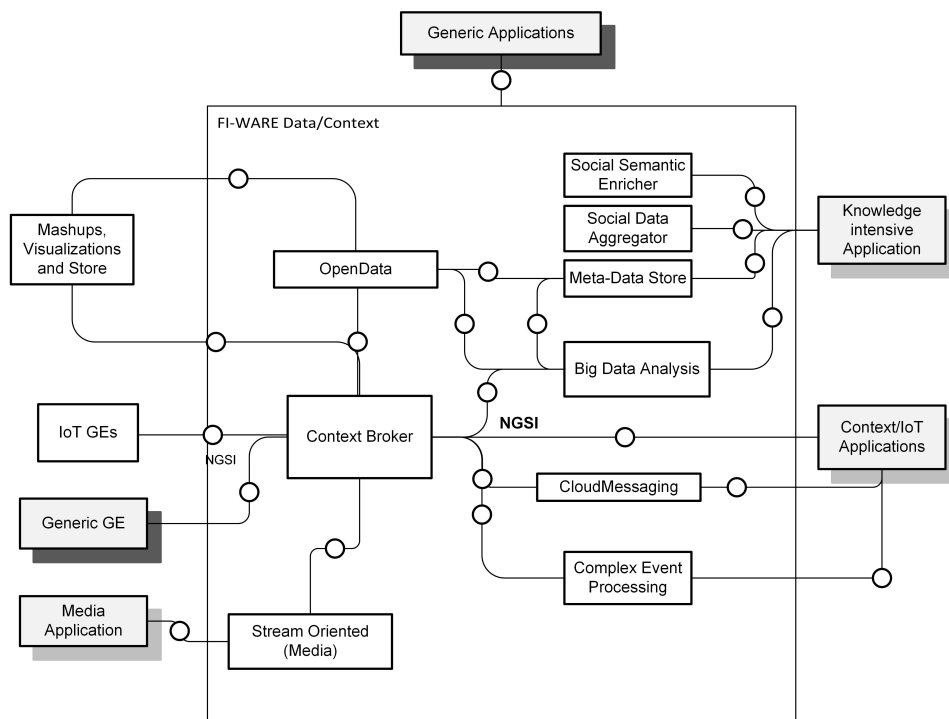 Generic Applications
FI-WARE Data/Context
Social Semantic
Enricher
Mashups,
Visualizations
and Store
Social Data
Aggregator
Knowledge
intensive
Application
OpenData
Meta-Data Store
Big Data Analysis
IoT GEs
NGSI
Context Broker
NGSI
Context/IoT
Applications
CloudMessaging
Generic GE
Complex Event
Processing
Media
Application
Stream Oriented
(Media)